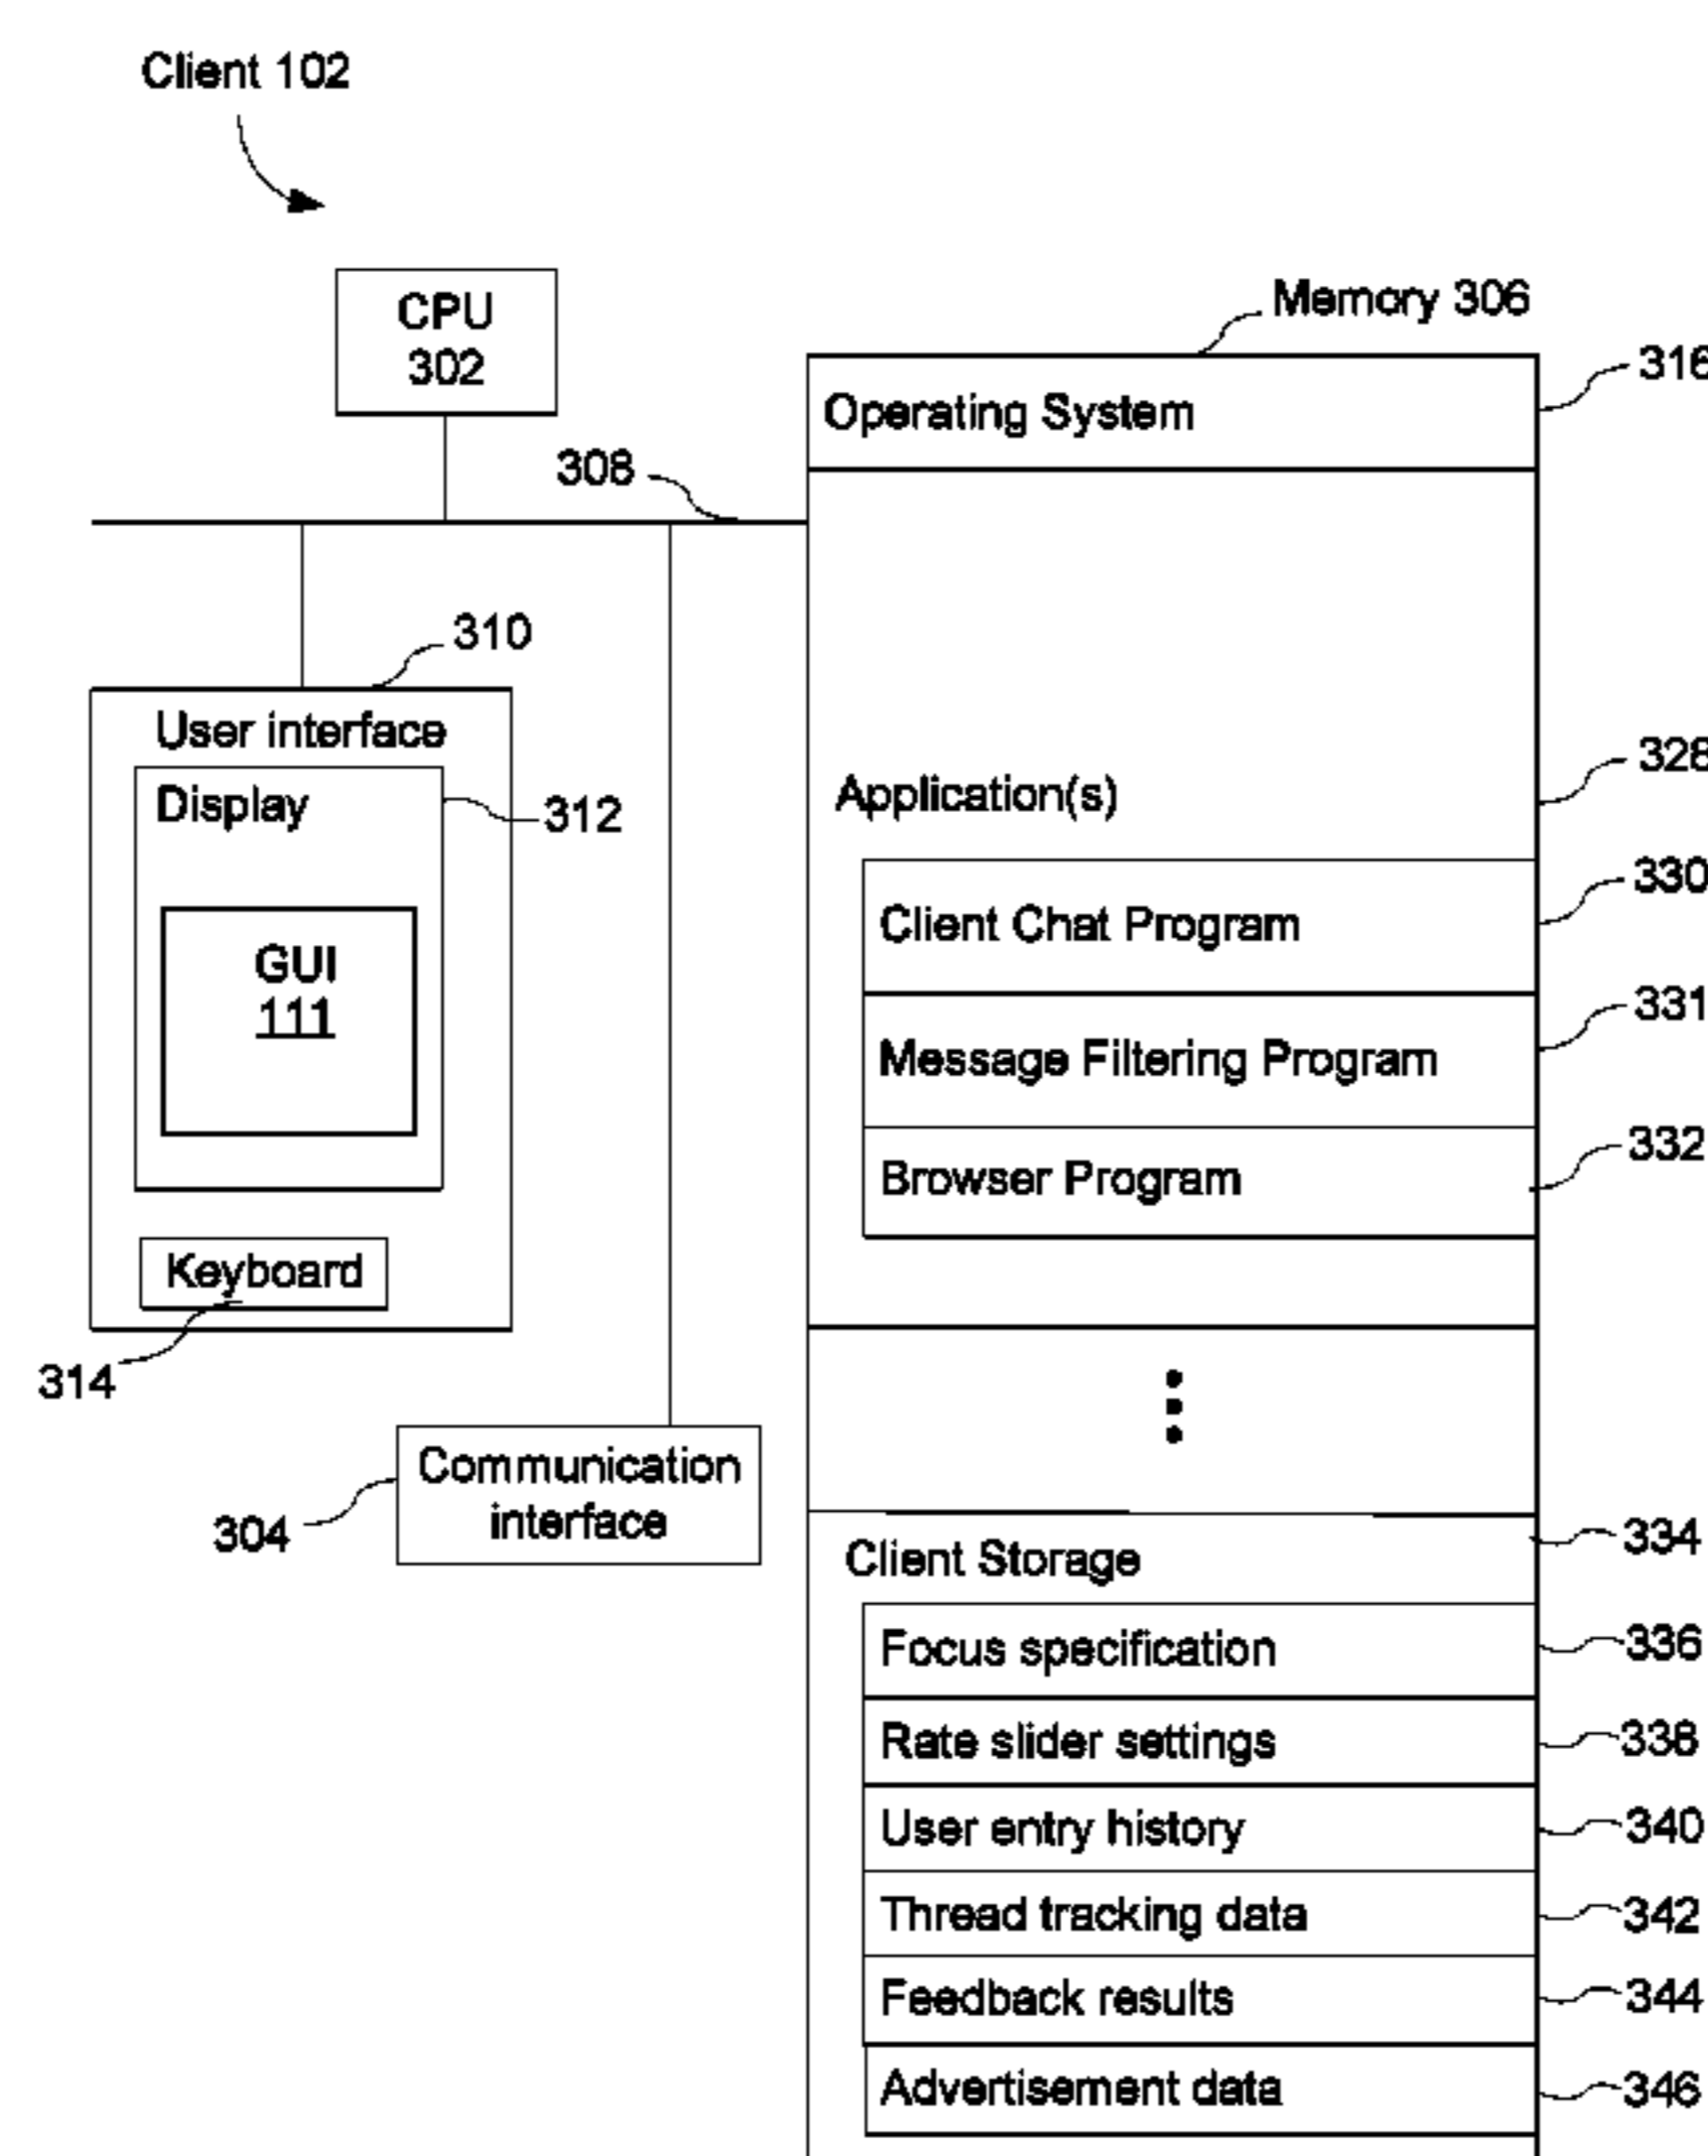 Client 102
CPU
302
Memory 306
316
Operating System
308
310
User interface
Display
312
GUI
111
Keyboard
314
Communication
interface
304
328
Application(s)
330
Client Chat Program
331
Message Filtering Program
332
Browser Program
334
Client Storage
Focus specification
336
Rate slider settings
338
User entry history
340
Thread tracking data
342
Feedback results
344
Advertisement data
346